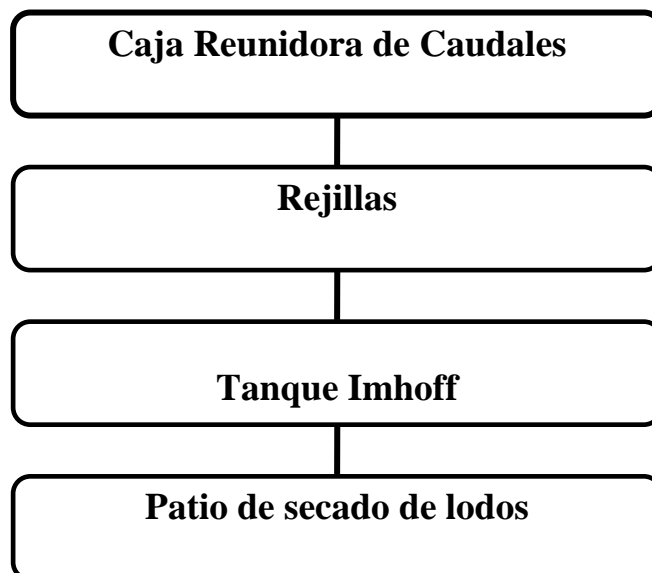 Caja Reunidora de Caudales
Rejillas
Tanque Imhoff
Patio de secado de lodos